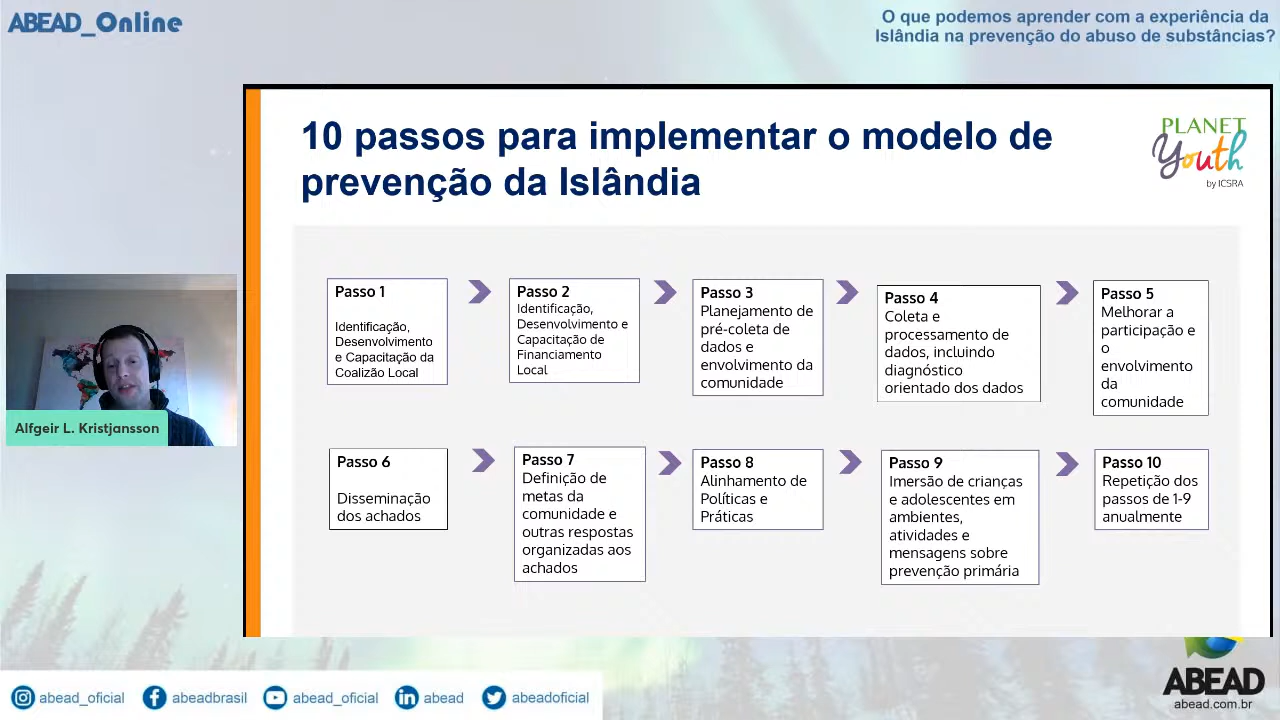 ABEAD_Online
O que podemos aprender com a experiência da
Islândia na prevenção do abuso de substâncias?
10 passos para implementar o modelo de
prevenção da Islândia
PLANET
Youth
by ICSRA
Passo 1
Identificação,
Desenvolvimento
e Capacitação da
Coalizão Local
Passo 2
Identificação,
Desenvolvimento e
Capacitação de
Financiamento
Local
Passo 3
Planejamento de
pré-coleta de
dados e
envolvimento da
comunidade
Passo 4
Coleta e
processamento de
dados, incluindo
diagnóstico
orientado dos dados
Passo 5
Melhorar a
participação e
o
envolvimento
da
comunidade
Passo 6
Disseminação
dos achados
Passo 7
Definição de
metas da
comunidade e
outras respostas
organizadas aos
achados
Passo 8
Alinhamento de
Políticas e
Práticas
Passo 9
Imersão de crianças
e adolescentes em
ambientes,
atividades e
mensagens sobre
prevenção primária
Passo 10
Repetição dos
passos de 1-9
anualmente
Alfgeir L. Kristjansson
abead_oficial
abeadbrasil
abead_oficial
abead
abeadoficial
ABEAD
abead.com.br